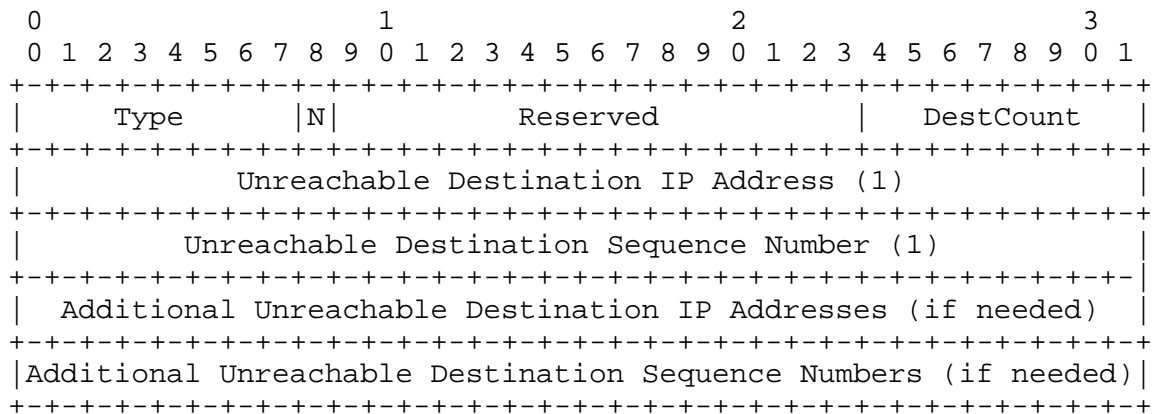 0                   1                   2                   3
 0 1 2 3 4 5 6 7 8 9 0 1 2 3 4 5 6 7 8 9 0 1 2 3 4 5 6 7 8 9 0 1
+-+-+-+-+-+-+-+-+-+-+-+-+-+-+-+-+-+-+-+-+-+-+-+-+-+-+-+-+-+-+-+-+
|     Type      |N|          Reserved           |   DestCount   |
+-+-+-+-+-+-+-+-+-+-+-+-+-+-+-+-+-+-+-+-+-+-+-+-+-+-+-+-+-+-+-+-+
|            Unreachable Destination IP Address (1)             |
+-+-+-+-+-+-+-+-+-+-+-+-+-+-+-+-+-+-+-+-+-+-+-+-+-+-+-+-+-+-+-+-+
|         Unreachable Destination Sequence Number (1)           |
+-+-+-+-+-+-+-+-+-+-+-+-+-+-+-+-+-+-+-+-+-+-+-+-+-+-+-+-+-+-+-+-|
|  Additional Unreachable Destination IP Addresses (if needed)  |
+-+-+-+-+-+-+-+-+-+-+-+-+-+-+-+-+-+-+-+-+-+-+-+-+-+-+-+-+-+-+-+-+
|Additional Unreachable Destination Sequence Numbers (if needed)|
+-+-+-+-+-+-+-+-+-+-+-+-+-+-+-+-+-+-+-+-+-+-+-+-+-+-+-+-+-+-+-+-+